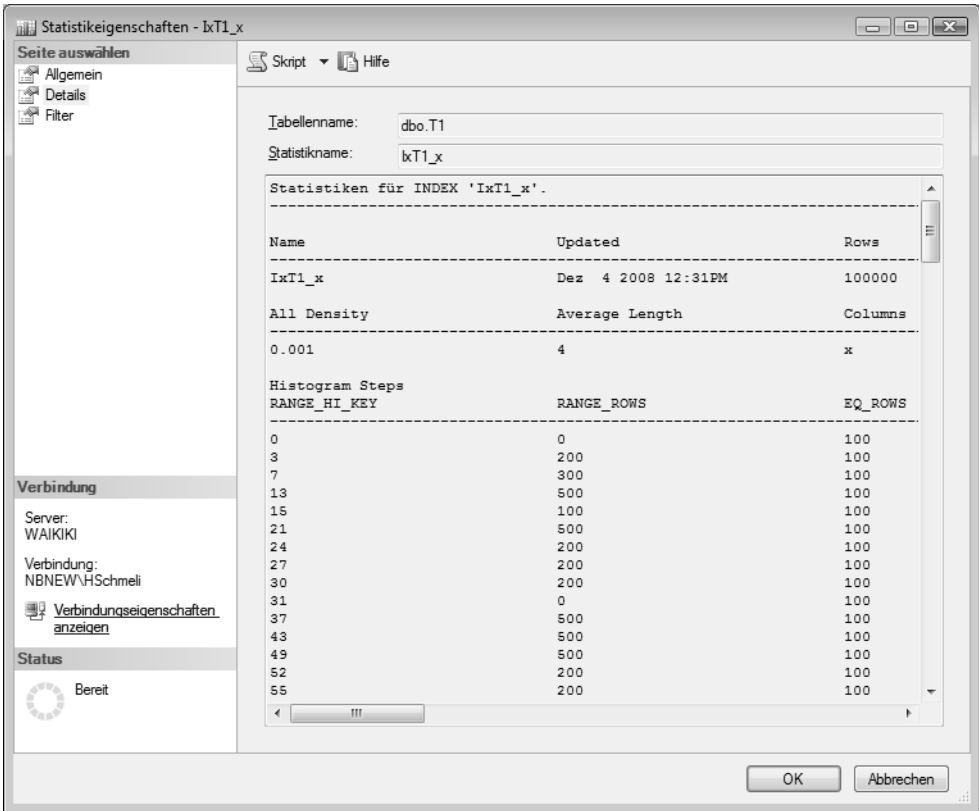 Statistikeigenschaften - IxT1_x
Seite auswählen
Allgemein
Details
Filter
Skript Hilfe
Tabellenname: dbo.T1
Statistikname: IxT1_x
Statistiken für INDEX 'IxT1_x'.
--------------------------------------------------------------------------------
Name Updated Rows
--------------------------------------------------------------------------------
IxT1_x Dez 4 2008 12:31PM 100000
All Density Average Length Columns
--------------------------------------------------------------------------------
0.001 4 x
Histogram Steps
RANGE_HI_KEY RANGE_ROWS EQ_ROWS
--------------------------------------------------------------------------------
0 0 100
3 200 100
7 300 100
13 500 100
15 100 100
21 500 100
24 200 100
27 200 100
30 200 100
31 0 100
37 500 100
43 500 100
49 500 100
52 200 100
55 200 100
Verbindung
Server:
WAIKIKI
Verbindung:
NBNEW\HSchmeli
Verbindungseigenschaften
anzeigen
Status
Bereit
OK Abbrechen